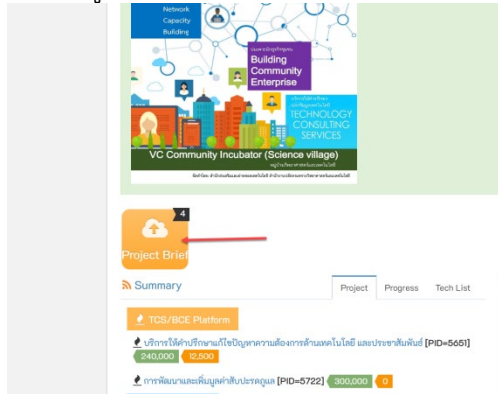 Network
Capacity
Building
Building
Community
Enterprise
TECHNOLOGY
CONSULTING
SERVICES
VC Community Incubator (Science village)
4
Project Brief
Summary
Project Progress Tech List
TCS/BCE Platform
บริการให้คำปรึกษาแก้ไขปัญหาความต้องการด้านเทคโนโลยี และประชาสัมพันธ์ [PID=5651]
240,000 12,500
การพัฒนาและเพิ่มมูลค่าสับปะรดภูแล [PID=5722] 300,000 0